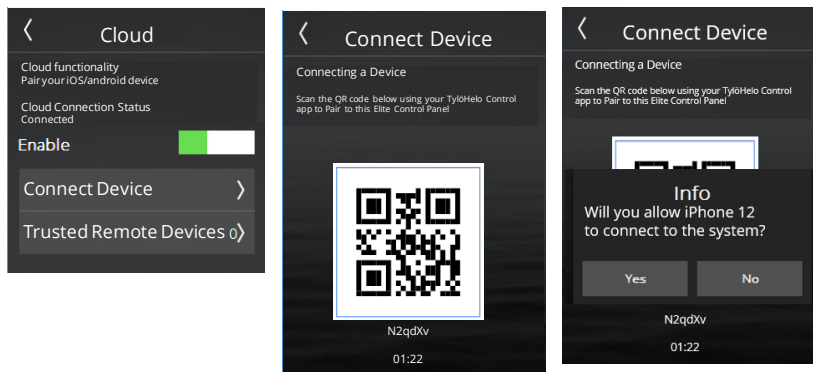 Cloud
Cloud functionality
Pair your iOS/android device
Cloud Connection Status
Connected
Enable
Connect Device
Trusted Remote Devices 0
Connect Device
Connecting a Device
Scan the QR code below using your TylöHelo Control
app to Pair to this Elite Control Panel
N2qdXv
01:22
Connect Device
Connecting a Device
Scan the QR code below using your TylöHelo Control
app to Pair to this Elite Control Panel
Info
Will you allow iPhone 12
to connect to the system?
Yes No
N2qdXv
01:22